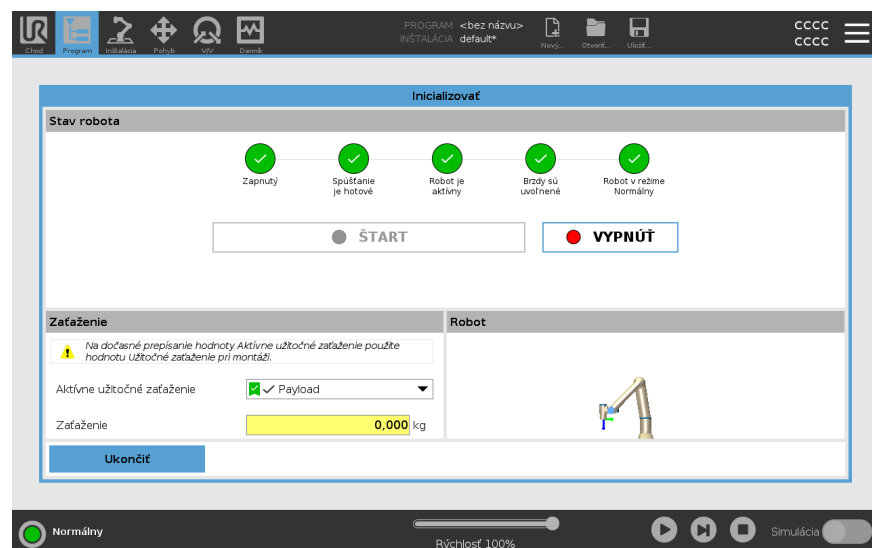 PROGRAM <bez názvu>
INŠTALÁCIA default*
CCCC
CCCC
Chod Program Inštalácia Pohyb V/V Denník Nový... Otvoriť... Uložiť...
Inicializovať
Stav robota
Zapnutý Spúšťanie je hotové Robot je aktívny Brzdy sú uvoľnené Robot v režime Normálny
ŠTART VYPNÚŤ
Zaťaženie Robot
Na dočasné prepísanie hodnoty Aktívne užitočné zaťaženie použite
hodnotu Užitočné zaťaženie pri montáži.
Aktívne užitočné zaťaženie Payload
Zaťaženie 0,000 kg
Ukončiť
Normálny
Rýchlosť 100%
Simulácia